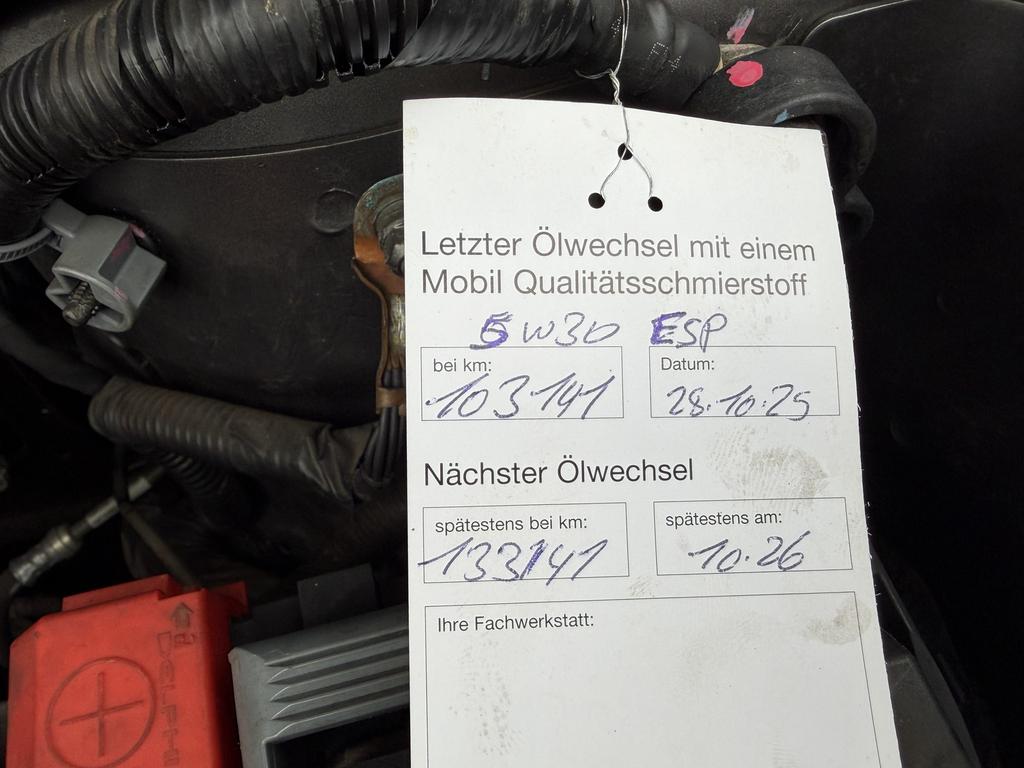 Letzter Ölwechsel mit einem
Mobil Qualitätsschmierstoff
5W30 ESP
bei km: Datum:
103.141 28.10.25
Nächster Ölwechsel
spätestens bei km: spätestens am:
133141 10.26
Ihre Fachwerkstatt:
DELPHI